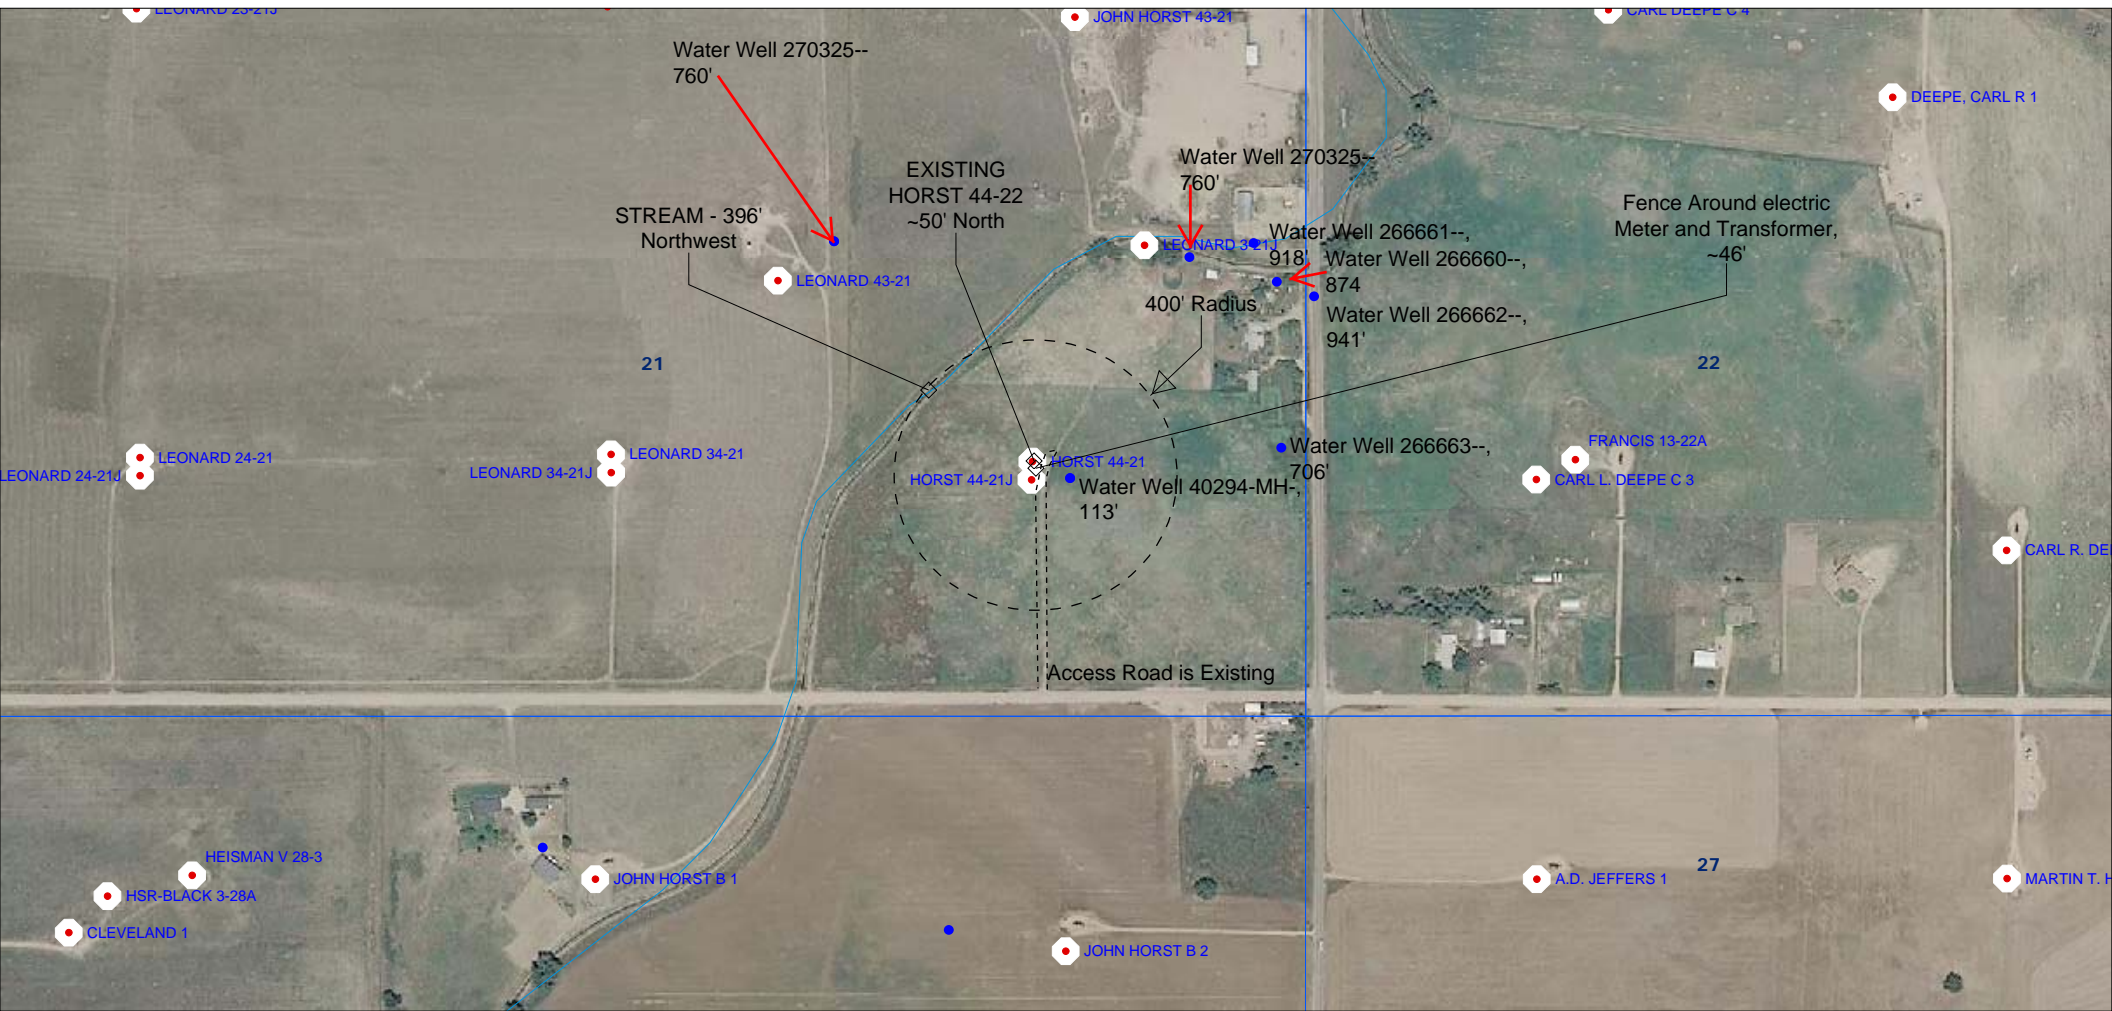 LEONARD 23-21J
JOHN HORST 43-21
CARL DEEPE C 4
Water Well 270325--
760'
DEEPE, CARL R 1
EXISTING
HORST 44-22
~50' North
Water Well 270325--
760'
STREAM - 396'
Northwest
Fence Around electric
Meter and Transformer,
~46'
LEONARD 3-21J
Water Well 266661--,
918'
Water Well 266660--,
874
LEONARD 43-21
400' Radius
Water Well 266662--,
941'
21
22
LEONARD 24-21
LEONARD 24-21J
LEONARD 34-21
LEONARD 34-21J
HORST 44-21
HORST 44-21J
Water Well 40294-MH-,
113'
Water Well 266663--,
706'
FRANCIS 13-22A
CARL L. DEEPE C 3
CARL R. DE
Access Road is Existing
HEISMAN V 28-3
HSR-BLACK 3-28A
CLEVELAND 1
JOHN HORST B 1
JOHN HORST B 2
A.D. JEFFERS 1
27
MARTIN T. H